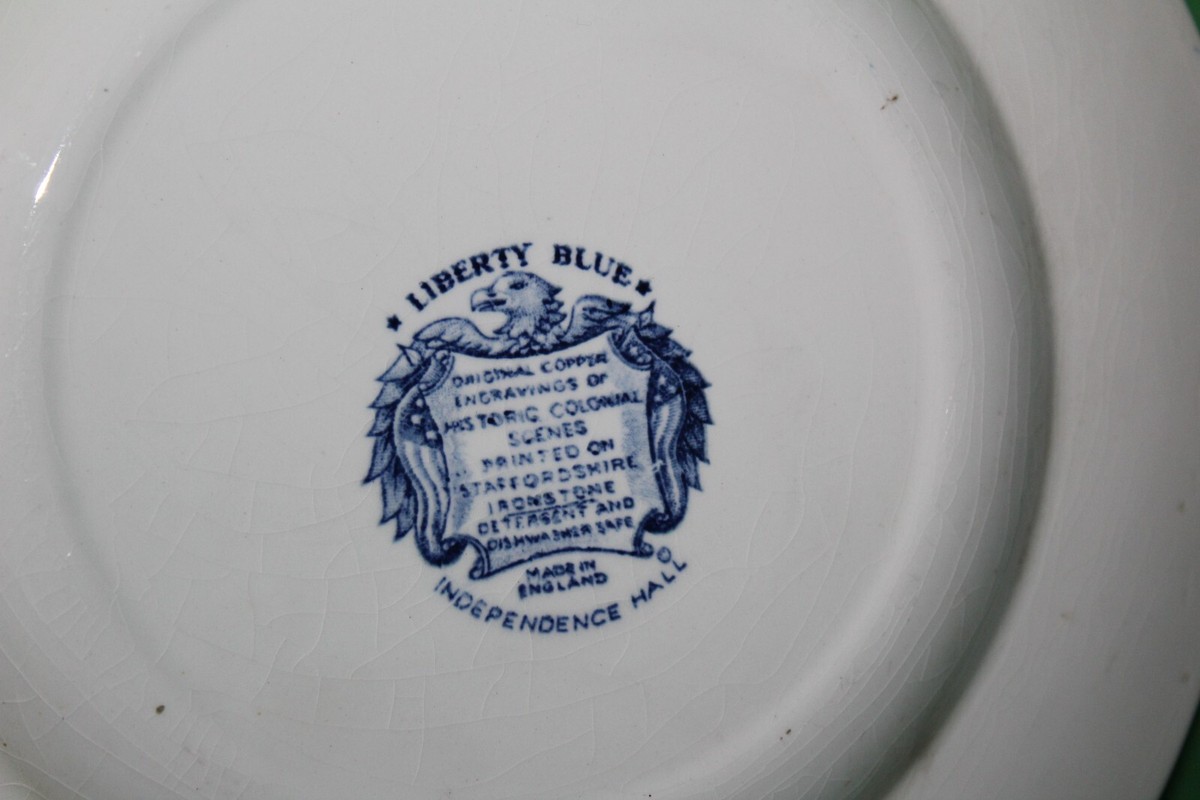 ★ LIBERTY BLUE ★
ORIGINAL COPPER
ENGRAVINGS OF
HISTORIC COLONIAL
SCENES
PRINTED ON
STAFFORDSHIRE
IRONSTONE
DETERGENT AND
DISHWASHER SAFE
MADE IN
ENGLAND
INDEPENDENCE HALL